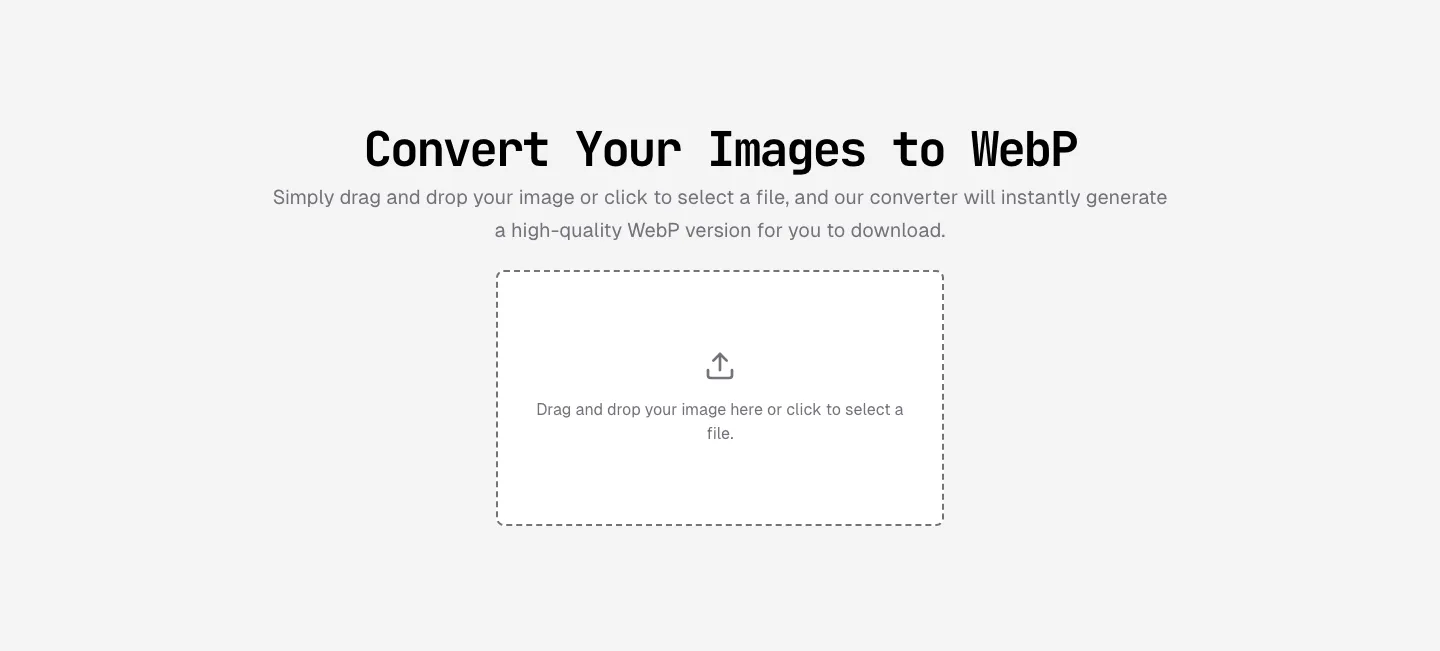 Convert Your Images to WebP
Simply drag and drop your image or click to select a file, and our converter will instantly generate
a high-quality WebP version for you to download.
Drag and drop your image here or click to select a
file.